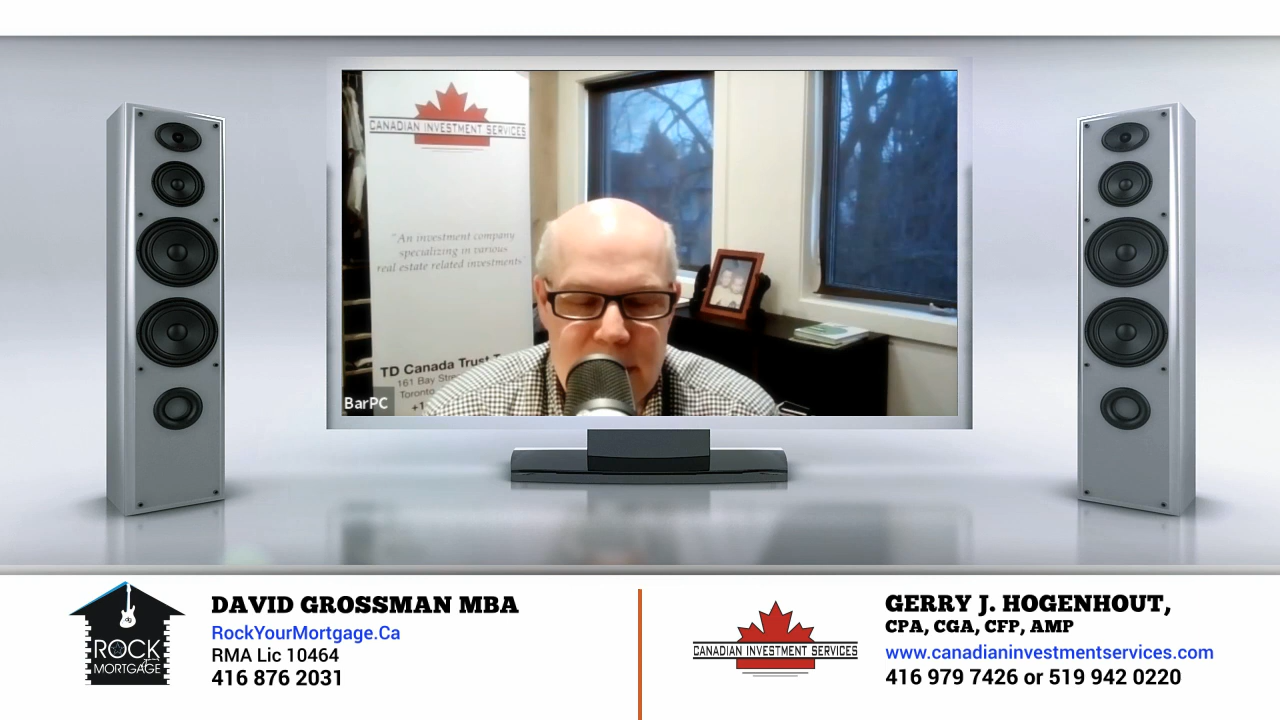 CANADIAN INVESTMENT SERVICES
"An investment company
specializing in various
real estate related investments"
TD Canada Trust
161 Bay
Toronto
BarPC
ROCK
MORTGAGE
DAVID GROSSMAN MBA
RockYourMortgage.Ca
RMA Lic 10464
416 876 2031
CANADIAN INVESTMENT SERVICES
GERRY J. HOGENHOUT,
CPA, CGA, CFP, AMP
www.canadianinvestmentservices.com
416 979 7426 or 519 942 0220